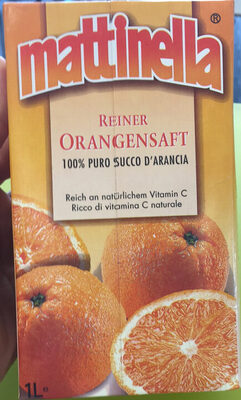 mattinella®
REINER
ORANGENSAFT
100% PURO SUCCO D'ARANCIA
Reich an natürlichem Vitamin C
Ricco di vitamina C naturale
1L e